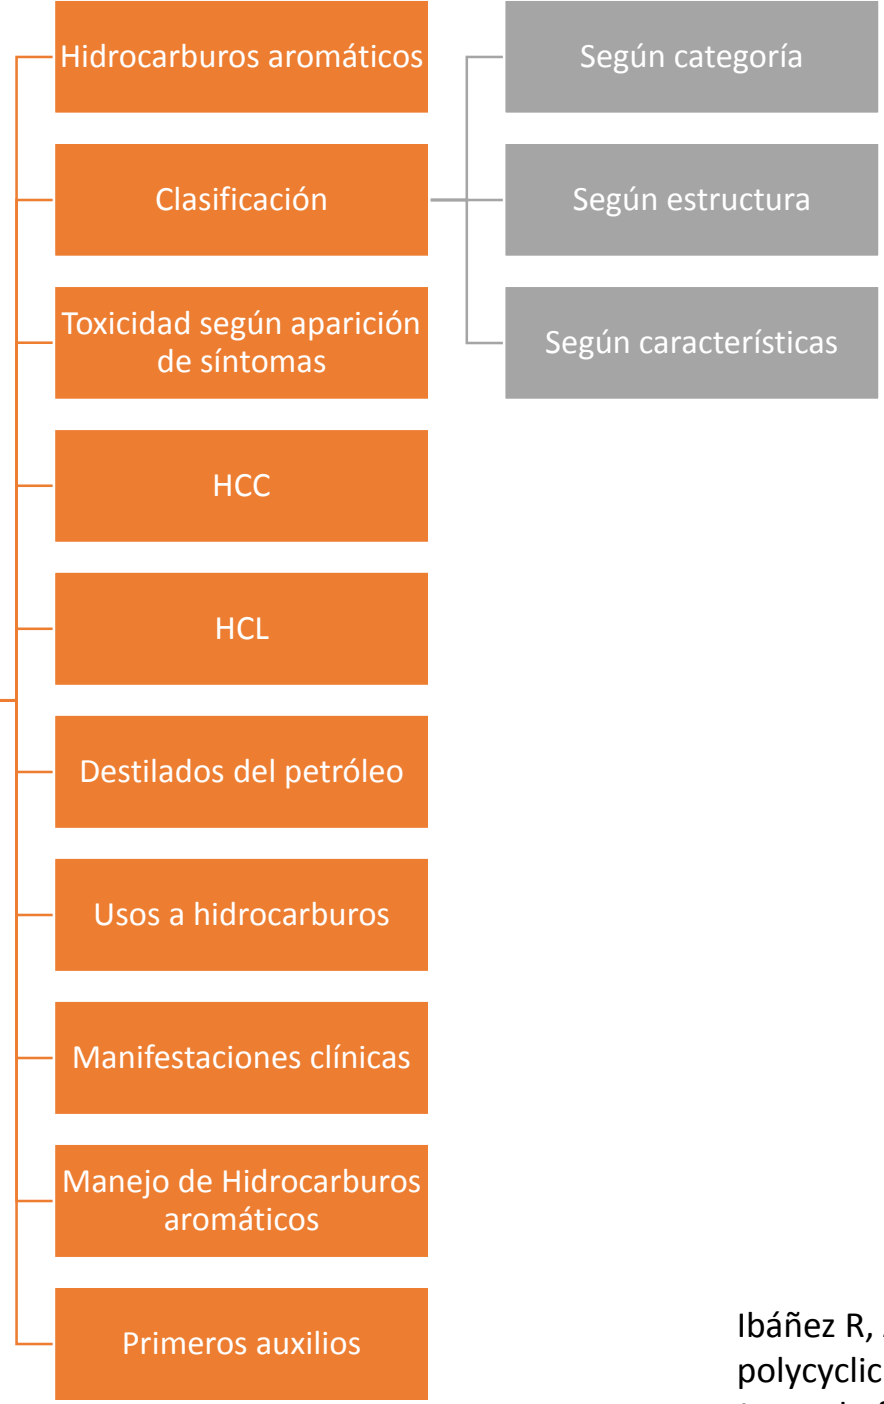 Hidrocarburos aromáticos
Según categoría
Clasificación
Según estructura
Toxicidad según aparición
de síntomas
Según características
HCC
HCL
Destilados del petróleo
Usos a hidrocarburos
Manifestaciones clínicas
Manejo de Hidrocarburos
aromáticos
Primeros auxilios
Ibáñez R,
polycyclic